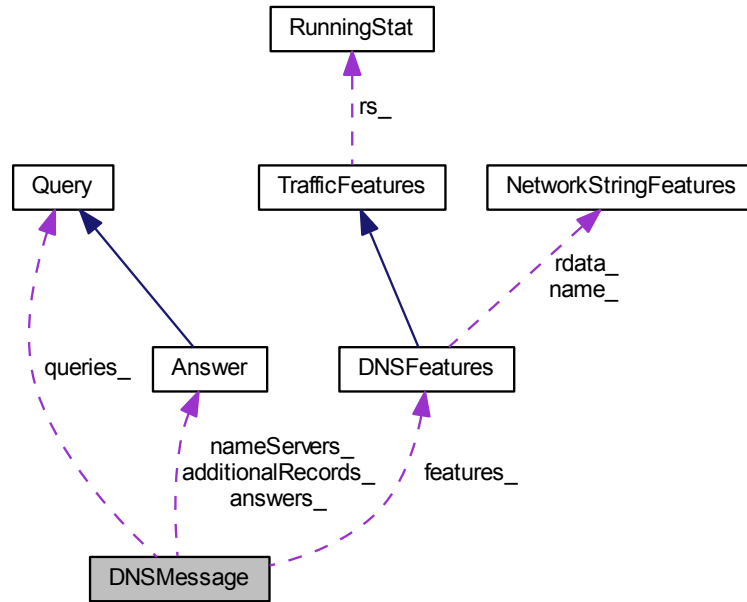 RunningStat
rs_
Query
TrafficFeatures
NetworkStringFeatures
rdata_
name_
queries_
Answer
DNSFeatures
nameServers_
additionalRecords_
answers_
features_
DNSMessage